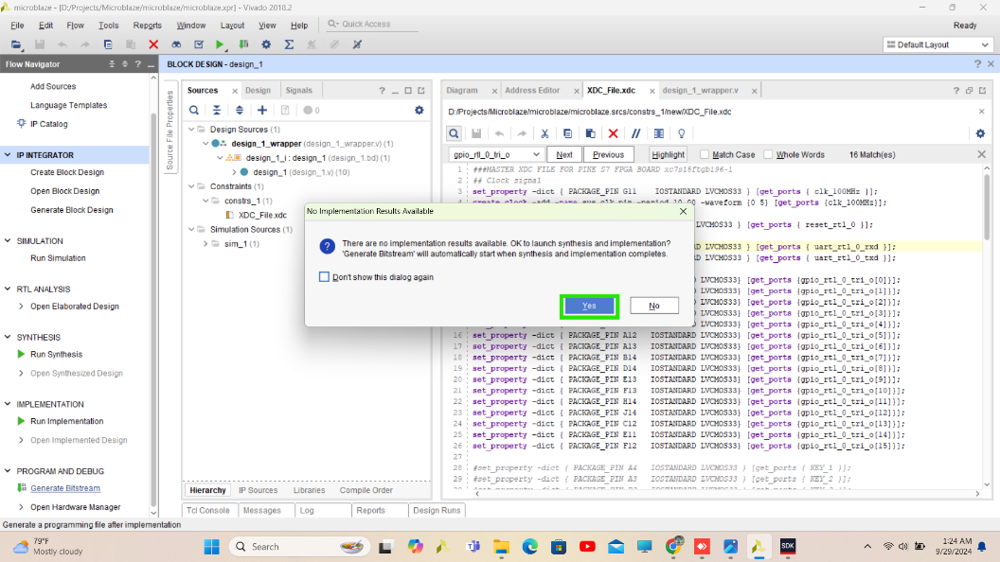 microblaze - [D:/Projects/Microblaze/microblaze/microblaze.xpr] - Vivado 2018.2
File Edit Flow Tools Reports Window Layout View Help Quick Access Ready
Default Layout
Flow Navigator
BLOCK DESIGN - design_1
Add Sources
Language Templates
IP Catalog
IP INTEGRATOR
Create Block Design
Open Block Design
Generate Block Design
SIMULATION
Run Simulation
RTL ANALYSIS
Open Elaborated Design
SYNTHESIS
Run Synthesis
Open Synthesized Design
IMPLEMENTATION
Run Implementation
Open Implemented Design
PROGRAM AND DEBUG
Generate Bitstream
Open Hardware Manager
Source File Properties
Sources Design Signals
0
Design Sources (1)
design_1_wrapper (design_1_wrapper.v) (1)
design_1_i : design_1 (design_1.bd) (1)
design_1 (design_1.v) (10)
Constraints (1)
constrs_1 (1)
XDC_File.xdc
Simulation Sources (1)
sim_1 (1)
Hierarchy IP Sources Libraries Compile Order
Tcl Console Messages Log Reports Design Runs
Diagram Address Editor XDC_File.xdc design_1_wrapper.v
D:/Projects/Microblaze/microblaze/microblaze.srcs/constrs_1/new/XDC_File.xdc
gpio_rtl_0_tri_o Next Previous Highlight Match Case Whole Words 16 Match(es)
1 ###MASTER XDC FILE FOR PINE S7 FPGA BOARD xc7s15ftgb196-1
2 ## Clock signal
3 set_property -dict { PACKAGE_PIN G11 IOSTANDARD LVCMOS33 } [get_ports { clk_100MHz }];
4 create_clock -add -name sys_clk_pin -period 10.00 -waveform {0 5} [get_ports {clk_100MHz}];
LVCMOS33 } [get_ports { reset_rtl_0 }];
LVCMOS33 } [get_ports { uart_rtl_0_rxd }];
LVCMOS33 } [get_ports { uart_rtl_0_txd }];
LVCMOS33} [get_ports {gpio_rtl_0_tri_o[0]}];
LVCMOS33} [get_ports {gpio_rtl_0_tri_o[1]}];
LVCMOS33} [get_ports {gpio_rtl_0_tri_o[2]}];
LVCMOS33} [get_ports {gpio_rtl_0_tri_o[3]}];
LVCMOS33} [get_ports {gpio_rtl_0_tri_o[4]}];
16 set_property -dict { PACKAGE_PIN A12 IOSTANDARD LVCMOS33} [get_ports {gpio_rtl_0_tri_o[5]}];
17 set_property -dict { PACKAGE_PIN A13 IOSTANDARD LVCMOS33} [get_ports {gpio_rtl_0_tri_o[6]}];
18 set_property -dict { PACKAGE_PIN B14 IOSTANDARD LVCMOS33} [get_ports {gpio_rtl_0_tri_o[7]}];
19 set_property -dict { PACKAGE_PIN D14 IOSTANDARD LVCMOS33} [get_ports {gpio_rtl_0_tri_o[8]}];
20 set_property -dict { PACKAGE_PIN E13 IOSTANDARD LVCMOS33} [get_ports {gpio_rtl_0_tri_o[9]}];
21 set_property -dict { PACKAGE_PIN F13 IOSTANDARD LVCMOS33} [get_ports {gpio_rtl_0_tri_o[10]}];
22 set_property -dict { PACKAGE_PIN H14 IOSTANDARD LVCMOS33} [get_ports {gpio_rtl_0_tri_o[11]}];
23 set_property -dict { PACKAGE_PIN J14 IOSTANDARD LVCMOS33} [get_ports {gpio_rtl_0_tri_o[12]}];
24 set_property -dict { PACKAGE_PIN C12 IOSTANDARD LVCMOS33} [get_ports {gpio_rtl_0_tri_o[13]}];
25 set_property -dict { PACKAGE_PIN E11 IOSTANDARD LVCMOS33} [get_ports {gpio_rtl_0_tri_o[14]}];
26 set_property -dict { PACKAGE_PIN F12 IOSTANDARD LVCMOS33} [get_ports {gpio_rtl_0_tri_o[15]}];
27
28 #set_property -dict { PACKAGE_PIN A4 IOSTANDARD LVCMOS33 } [get_ports { KEY_1 }];
29 #set_property -dict { PACKAGE_PIN A3 IOSTANDARD LVCMOS33 } [get_ports { KEY_2 }];
No Implementation Results Available
There are no implementation results available. OK to launch synthesis and implementation?
'Generate Bitstream' will automatically start when synthesis and implementation completes.
Don't show this dialog again
Yes No
Generate a programming file after implementation
79°F
Mostly cloudy
Search
SDK
1:24 AM
9/29/2024